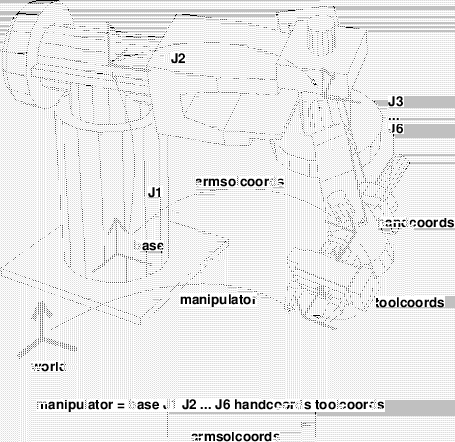 J2
J3
...
J6
armsolcoords
J1
handcoords
base
manipulator
toolcoords
world
manipulator = base J1 J2 ... J6 handcoords toolcoords
armsolcoords